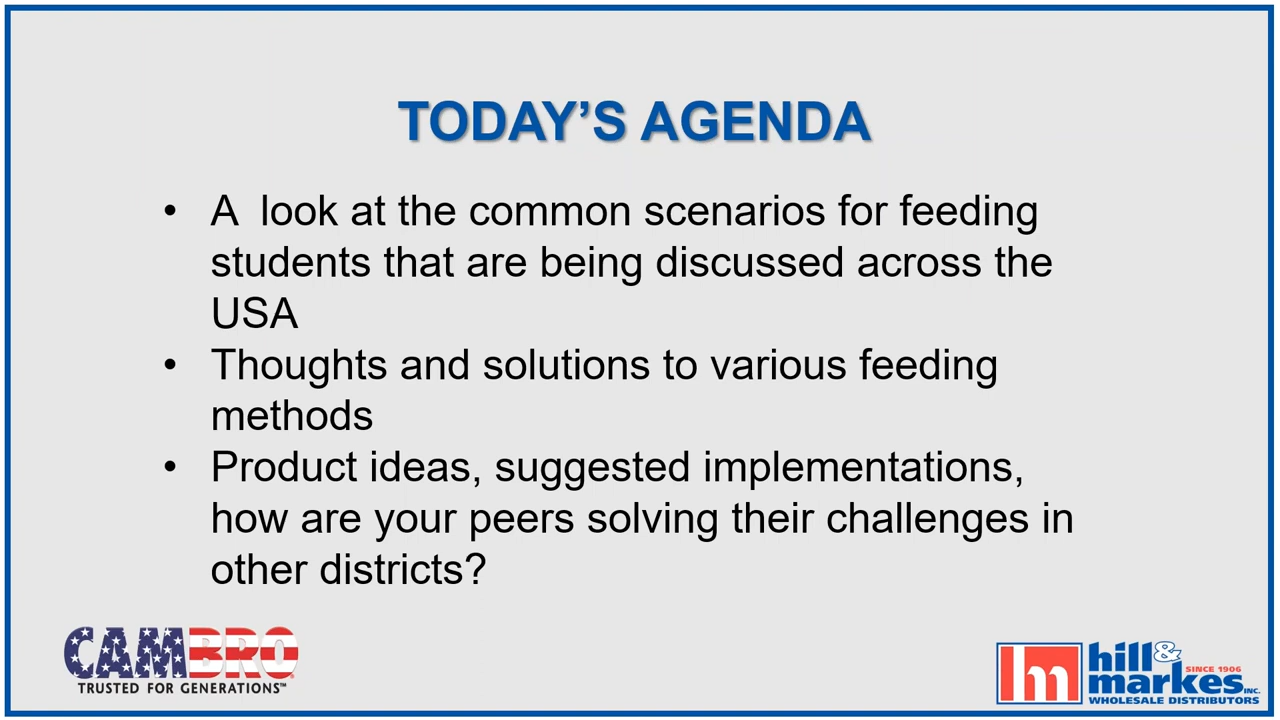 TODAY’S AGENDA
• A  look at the common scenarios for feeding
students that are being discussed across the
USA
• Thoughts and solutions to various feeding
methods
• Product ideas, suggested implementations,
how are your peers solving their challenges in
other districts?
CAMBRO
TRUSTED FOR GENERATIONS™
hm
hill &
markes INC.
SINCE 1906
WHOLESALE DISTRIBUTORS